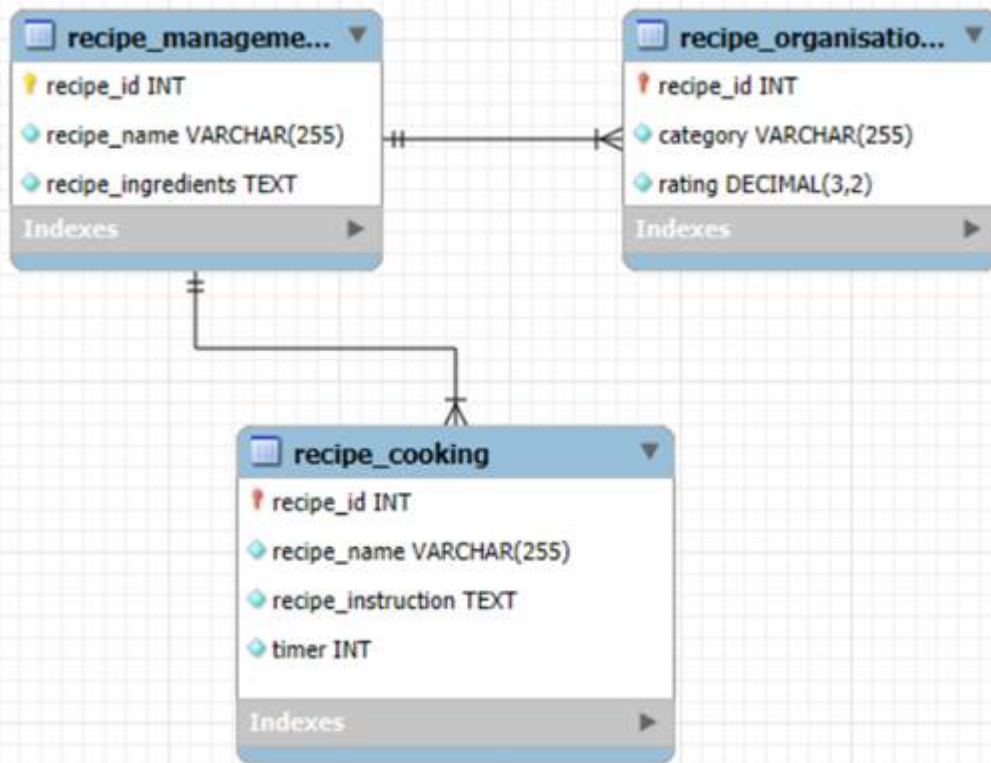 recipe_manageme...
recipe_id INT
recipe_name VARCHAR(255)
recipe_ingredients TEXT
Indexes
recipe_organisatio...
recipe_id INT
category VARCHAR(255)
rating DECIMAL(3,2)
Indexes
recipe_cooking
recipe_id INT
recipe_name VARCHAR(255)
recipe_instruction TEXT
timer INT
Indexes